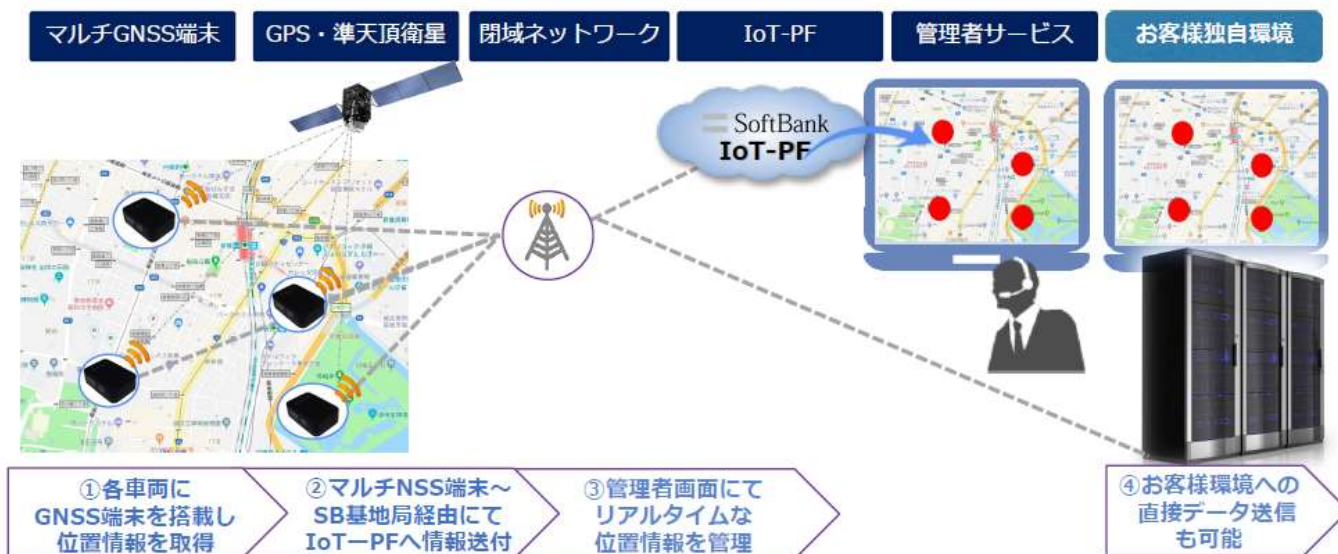 マルチGNSS端末
GPS・準天頂衛星
閉域ネットワーク
IoT-PF
管理者サービス
お客様独自環境
SoftBank
IoT-PF
①各車両に
GNSS端末を搭載し
位置情報を取得
②マルチNSS端末～
SB基地局経由にて
IoTーPFへ情報送付
③管理者画面にて
リアルタイムな
位置情報を管理
④お客様環境への
直接データ送信
も可能